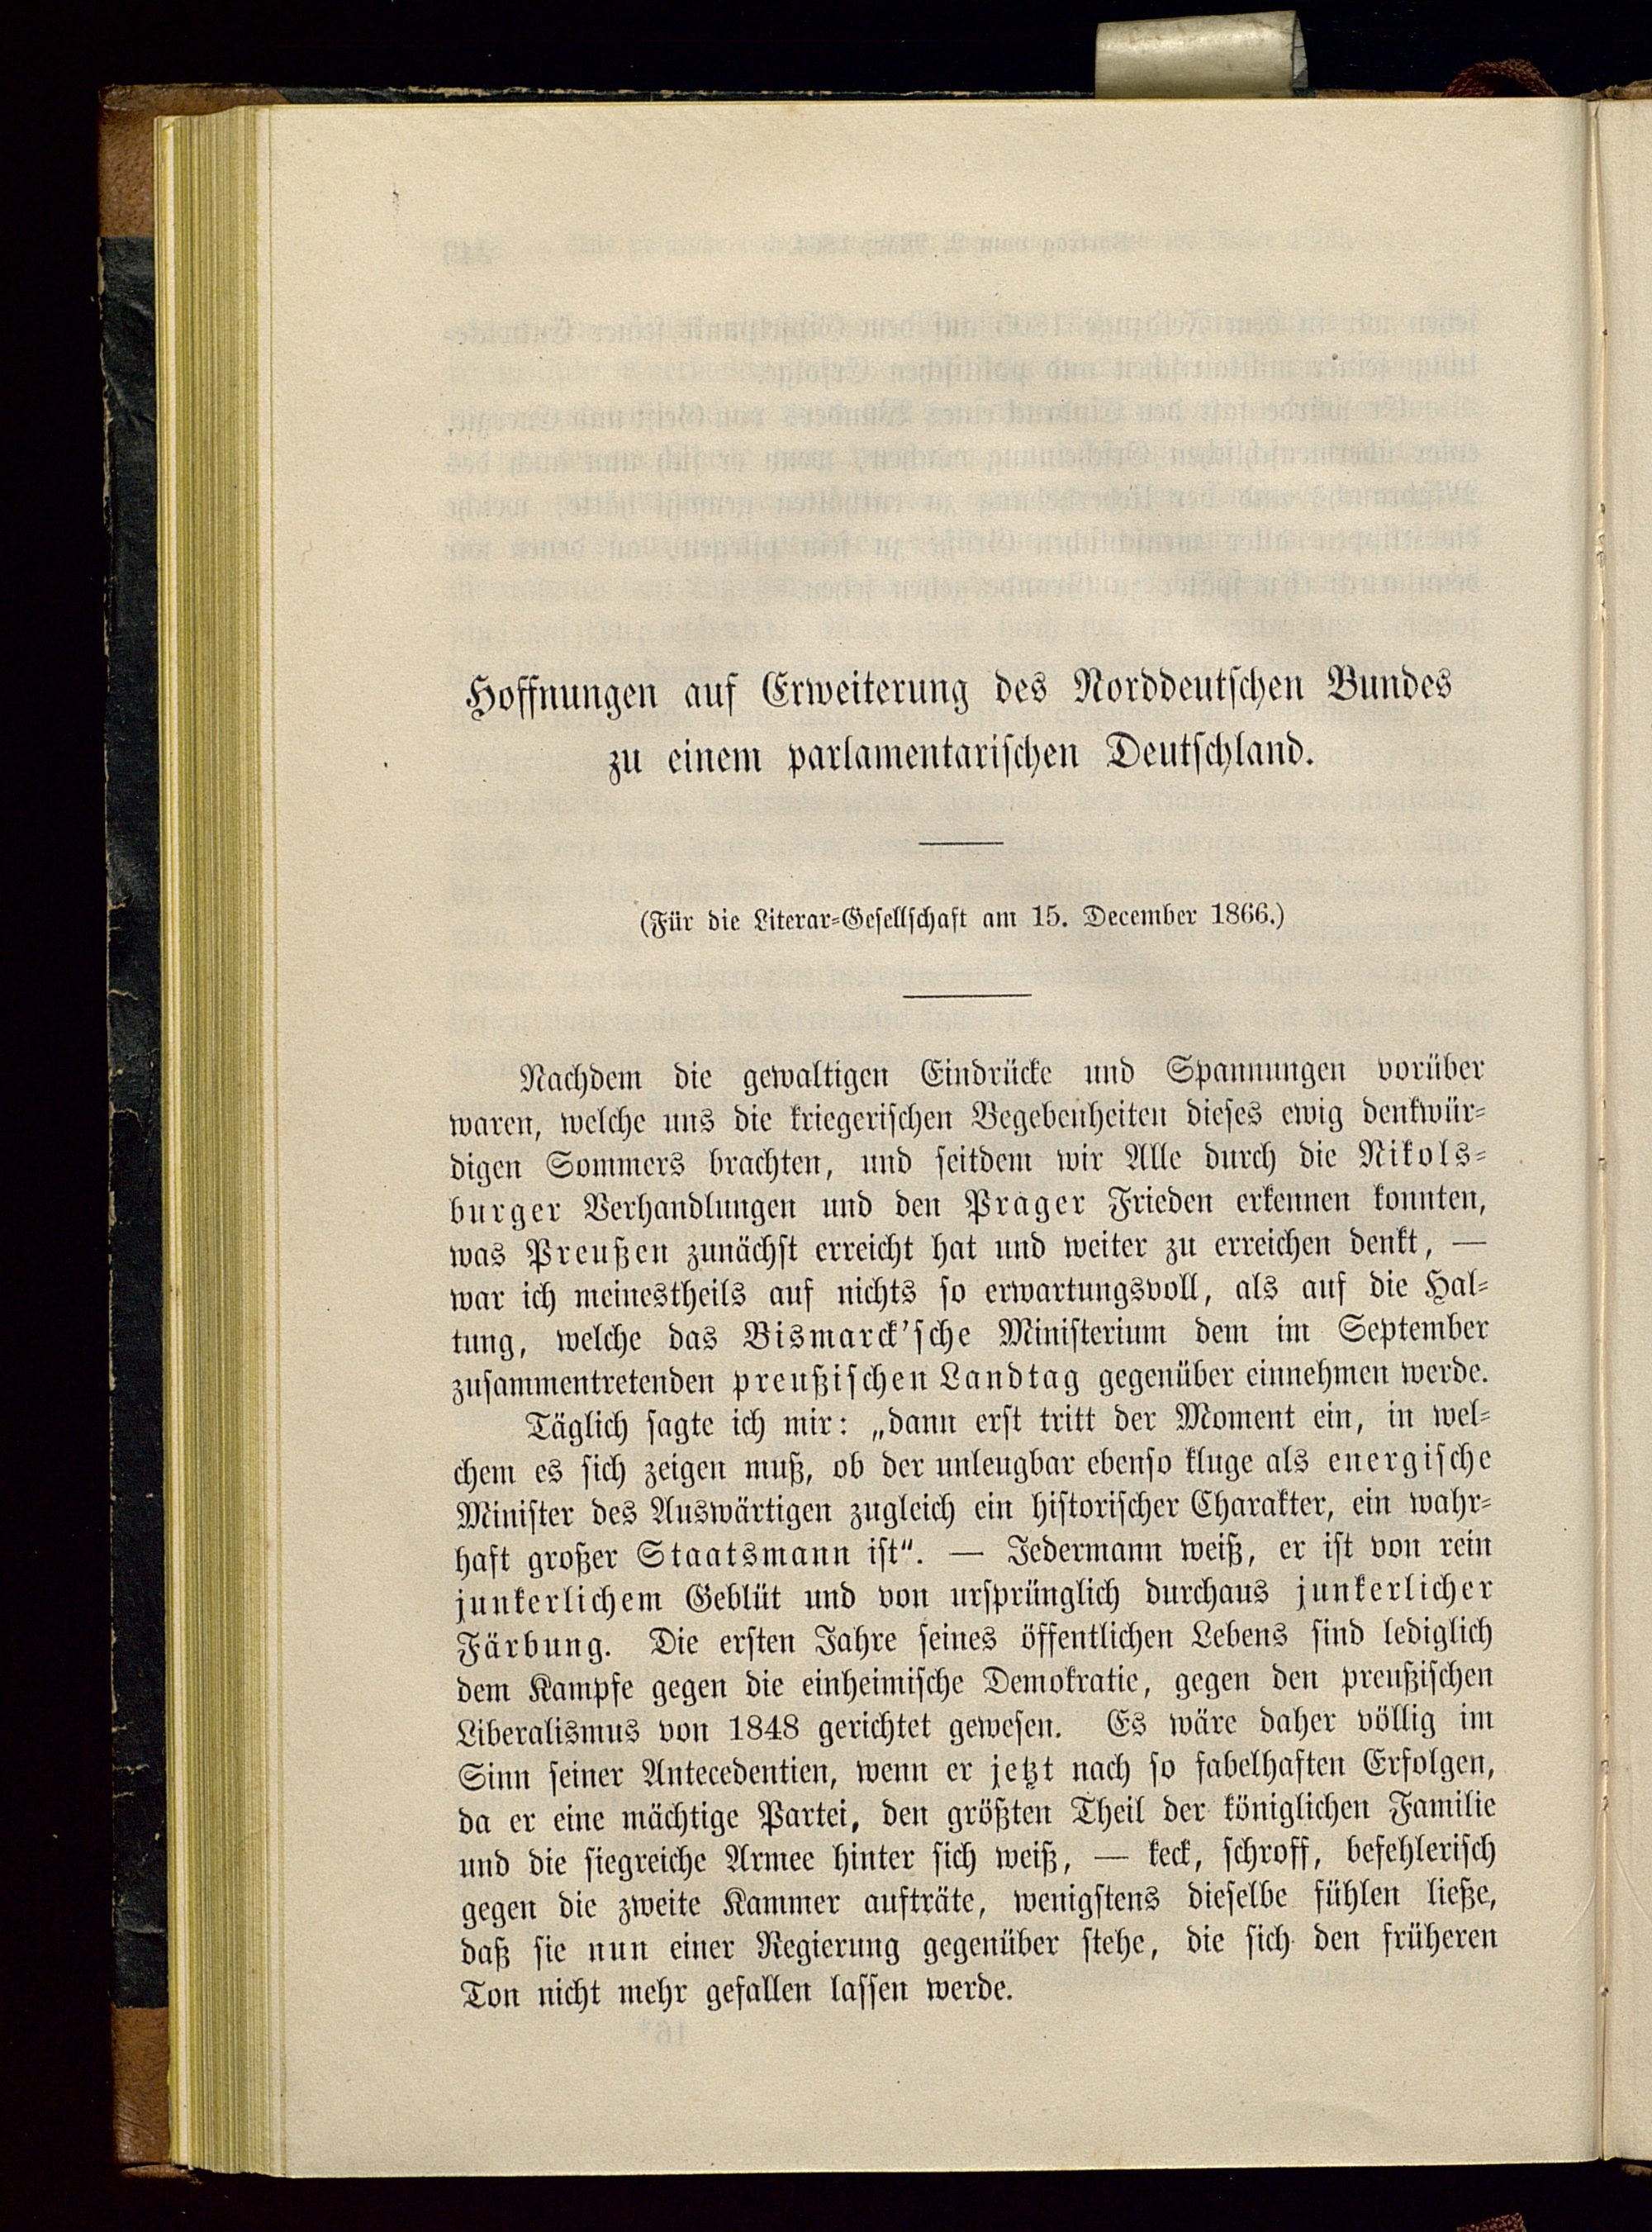 Hoffnungen auf Erweiterung des Norddeutschen Bundes
zu einem parlamentarischen Deutschland.
(Für die Literar=Gesellschaft am 15. December 1866.)
Nachdem die gewaltigen Eindrücke und Spannungen vorüber
waren, welche uns die kriegerischen Begebenheiten dieses ewig denkwür=
digen Sommers brachten, und seitdem wir Alle durch die Nikols=
burger Verhandlungen und den Prager Frieden erkennen konnten,
was Preußen zunächst erreicht hat und weiter zu erreichen denkt, —
war ich meinestheils auf nichts so erwartungsvoll, als auf die Hal=
tung, welche das Bismarck'sche Ministerium dem im September
zusammentretenden preußischen Landtag gegenüber einnehmen werde.
Täglich sagte ich mir: „dann erst tritt der Moment ein, in wel=
chem es sich zeigen muß, ob der unleugbar ebenso kluge als energische
Minister des Auswärtigen zugleich ein historischer Charakter, ein wahr=
haft großer Staatsmann ist“. — Jedermann weiß, er ist von rein
junkerlichem Geblüt und von ursprünglich durchaus junkerlicher
Färbung. Die ersten Jahre seines öffentlichen Lebens sind lediglich
dem Kampfe gegen die einheimische Demokratie, gegen den preußischen
Liberalismus von 1848 gerichtet gewesen. Es wäre daher völlig im
Sinn seiner Antecedentien, wenn er jetzt nach so fabelhaften Erfolgen,
da er eine mächtige Partei, den größten Theil der königlichen Familie
und die siegreiche Armee hinter sich weiß, — keck, schroff, befehlerisch
gegen die zweite Kammer aufträte, wenigstens dieselbe fühlen ließe,
daß sie nun einer Regierung gegenüber stehe, die sich den früheren
Ton nicht mehr gefallen lassen werde.